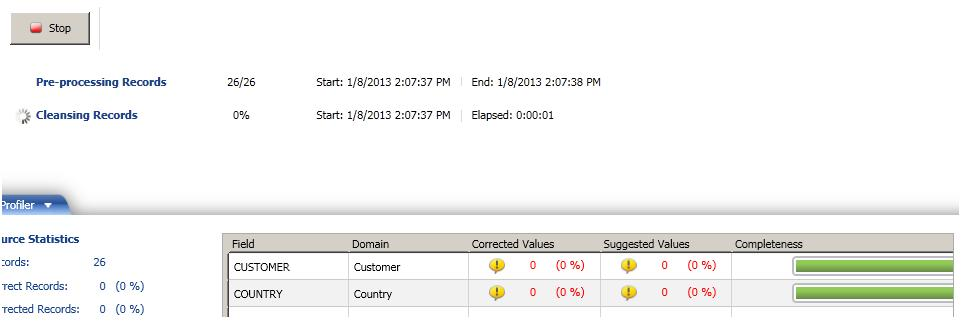 Stop
Pre-processing Records 26/26 Start: 1/8/2013 2:07:37 PM End: 1/8/2013 2:07:38 PM
Cleansing Records 0% Start: 1/8/2013 2:07:37 PM Elapsed: 0:00:01
Profiler
urce Statistics
cords: 26
rrect Records: 0 (0 %)
rrected Records: 0 (0 %)
Field Domain Corrected Values Suggested Values Completeness
CUSTOMER Customer 0 (0 %) 0 (0 %)
COUNTRY Country 0 (0 %) 0 (0 %)